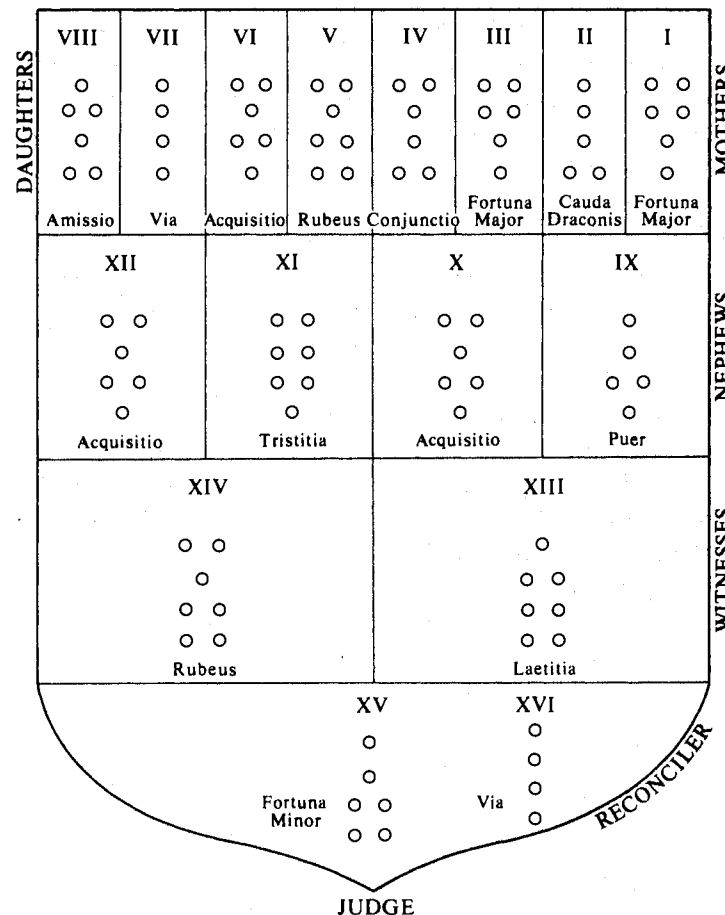 VIII VII VI V IV III II I
DAUGHTERS
MOTHERS
Amissio Via Acquisitio Rubeus Conjunctio Fortuna Major Cauda Draconis Fortuna Major
XII XI X IX
NEPHEWS
Acquisitio Tristitia Acquisitio Puer
XIV XIII
WITNESSES
Rubeus Laetitia
XV XVI
Fortuna
Minor
Via
RECONCILER
JUDGE